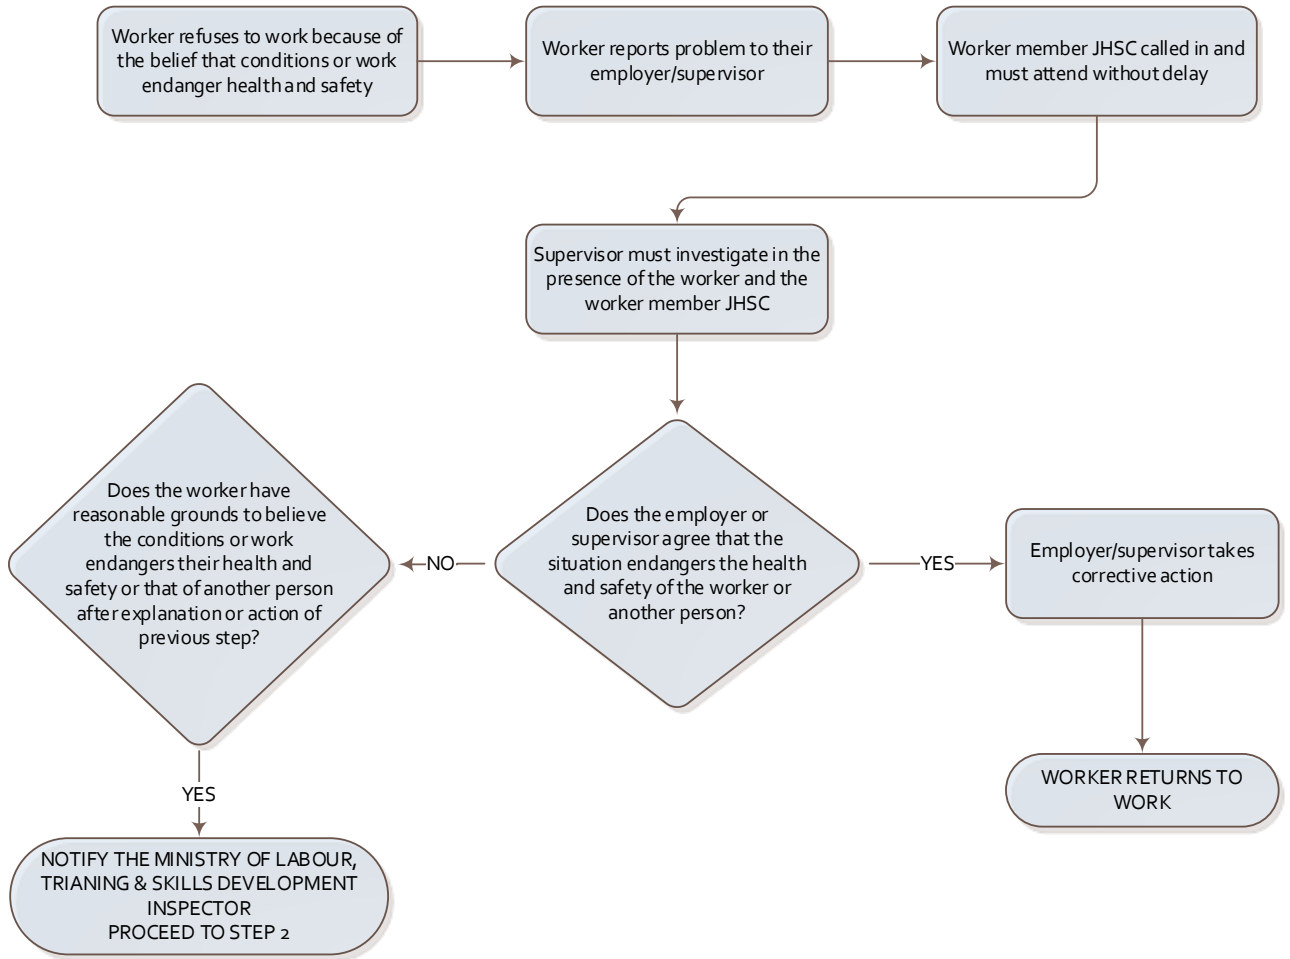 Worker refuses to work because of
the belief that conditions or work
endanger health and safety
Worker reports problem to their
employer/supervisor
Worker member JHSC called in and
must attend without delay
Supervisor must investigate in the
presence of the worker and the
worker member JHSC
Does the employer or
supervisor agree that the
situation endangers the health
and safety of the worker or
another person?
NO
YES
Does the worker have
reasonable grounds to believe
the conditions or work
endangers their health and
safety or that of another person
after explanation or action of
previous step?
Employer/supervisor takes
corrective action
YES
WORKER RETURNS TO
WORK
NOTIFY THE MINISTRY OF LABOUR,
TRIANING & SKILLS DEVELOPMENT
INSPECTOR
PROCEED TO STEP 2